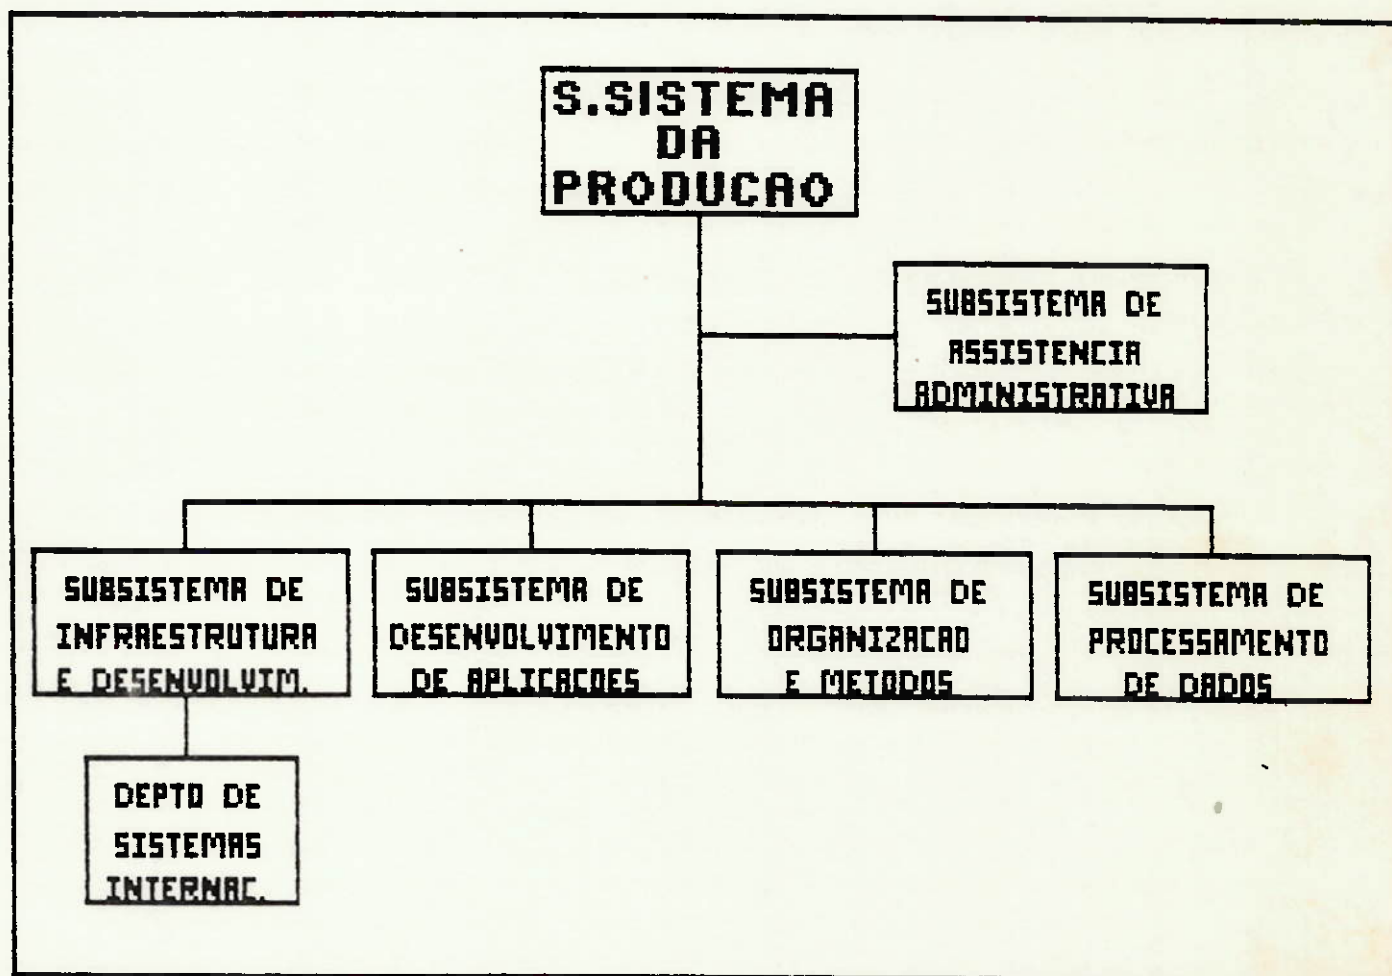 S.SISTEMA
DA
PRODUCAO
SUBSISTEMA DE
ASSISTENCIA
ADMINISTRATIVA
SUBSISTEMA DE
INFRAESTRUTURA
E DESENVOLVIM.
SUBSISTEMA DE
DESENVOLVIMENTO
DE APLICACOES
SUBSISTEMA DE
ORGANIZACAO
E METODOS
SUBSISTEMA DE
PROCESSAMENTO
DE DADOS
DEPTO DE
SISTEMAS
INTERNAC.